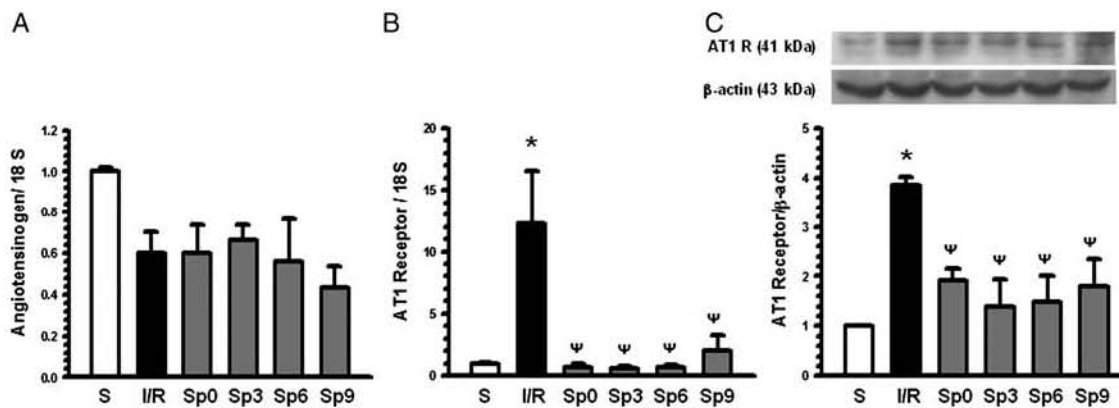 A
B
C
AT1 R (41 kDa)
β-actin (43 kDa)
Angiotensinogen/ 18 S
1.2
1.0
0.8
0.6
0.4
0.2
0.0
S I/R Sp0 Sp3 Sp6 Sp9
AT1 Receptor / 18S
20
15
10
5
0
*
Ψ Ψ Ψ Ψ
S I/R Sp0 Sp3 Sp6 Sp9
AT1 Receptor/β-actin
5
4
3
2
1
0
*
Ψ Ψ Ψ Ψ
S I/R Sp0 Sp3 Sp6 Sp9